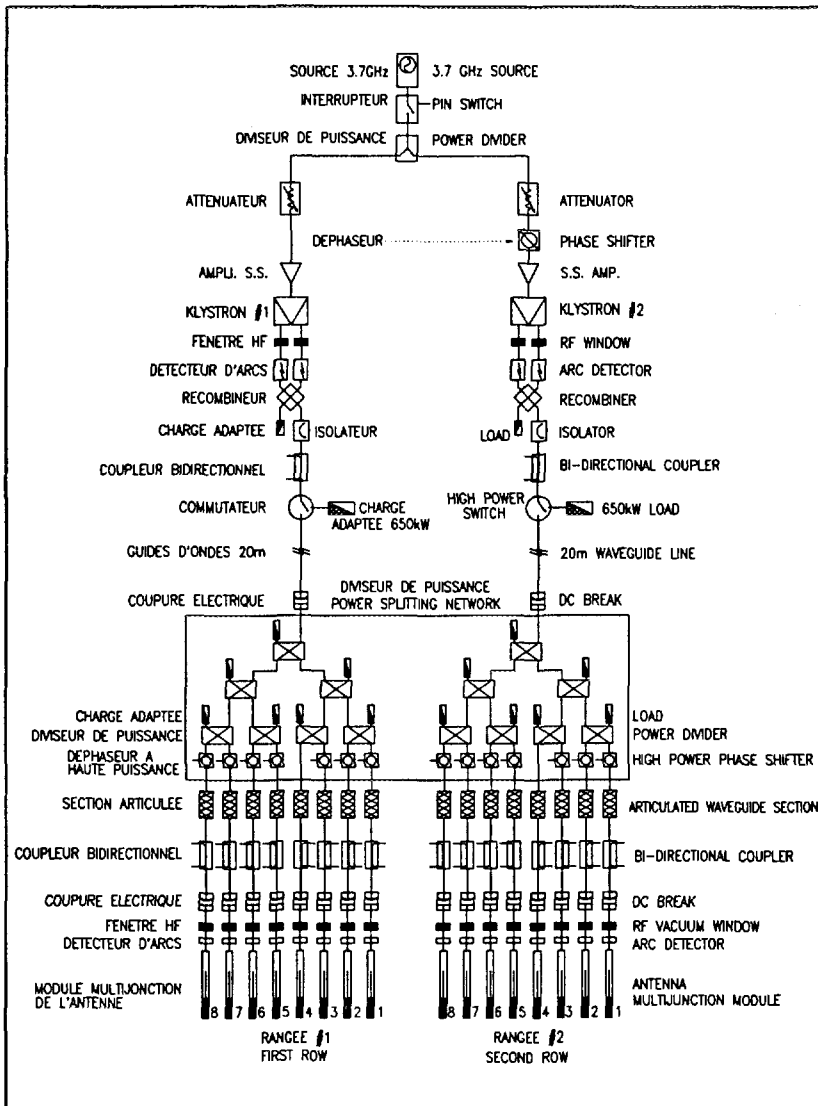 SOURCE 3.7GHz 3.7 GHz SOURCE
INTERRUPTEUR PIN SWITCH
DIVISEUR DE PUISSANCE POWER DIVIDER
ATTENUATEUR ATTENUATOR
DEPHASEUR PHASE SHIFTER
AMPLI. S.S. S.S. AMP.
KLYSTRON #1 KLYSTRON #2
FENETRE HF RF WINDOW
DETECTEUR D'ARCS ARC DETECTOR
RECOMBINEUR RECOMBINER
CHARGE ADAPTEE ISOLATEUR LOAD ISOLATOR
COUPLEUR BIDIRECTIONNEL BI-DIRECTIONAL COUPLER
COMMUTATEUR CHARGE ADAPTEE 650kW HIGH POWER SWITCH 650kW LOAD
GUIDES D'ONDES 20m 20m WAVEGUIDE LINE
DIVISEUR DE PUISSANCE
COUPURE ELECTRIQUE POWER SPLITTING NETWORK DC BREAK
CHARGE ADAPTEE LOAD
DIVISEUR DE PUISSANCE POWER DIVIDER
DEPHASEUR A
HAUTE PUISSANCE HIGH POWER PHASE SHIFTER
SECTION ARTICULEE ARTICULATED WAVEGUIDE SECTION
COUPLEUR BIDIRECTIONNEL BI-DIRECTIONAL COUPLER
COUPURE ELECTRIQUE DC BREAK
FENETRE HF RF VACUUM WINDOW
DETECTEUR D'ARCS ARC DETECTOR
MODULE MULTIJONCTION ANTENNA
DE L'ANTENNE MULTIJUNCTION MODULE
8 7 6 5 4 3 2 1 8 7 6 5 4 3 2 1
RANGEE #1 RANGEE #2
FIRST ROW SECOND ROW